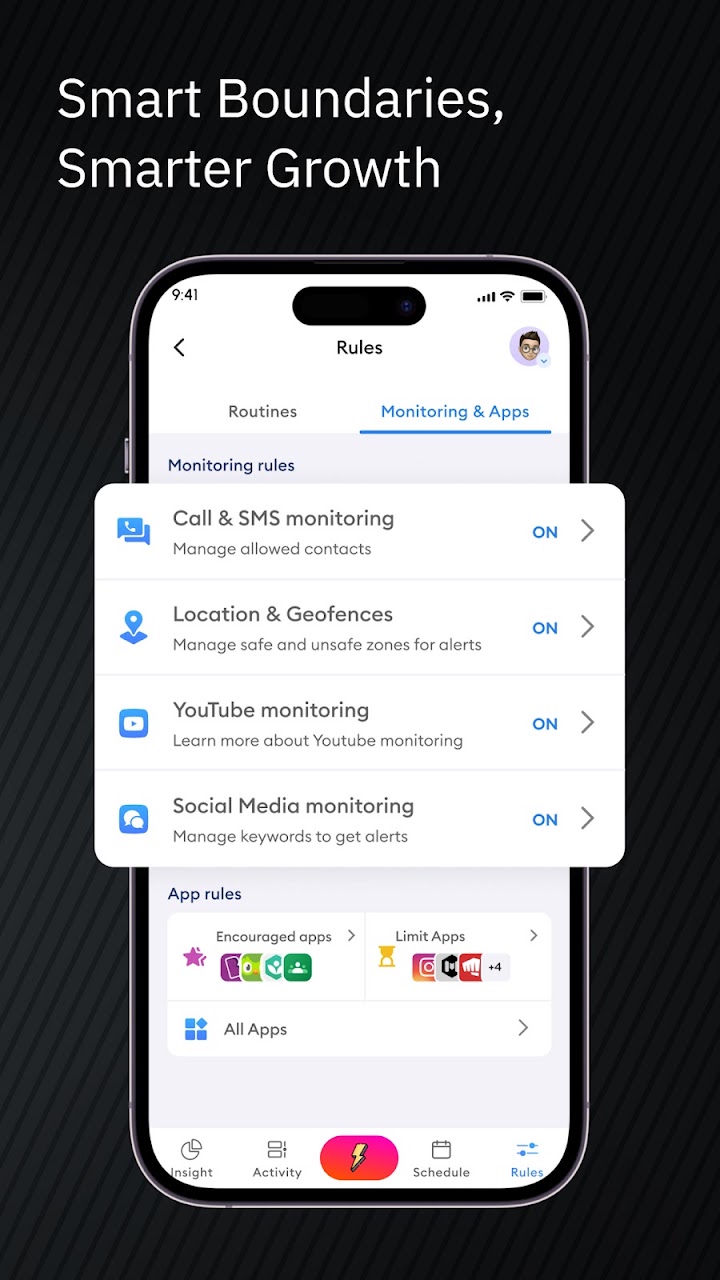 Smart Boundaries,
Smarter Growth
9:41
Rules
Routines
Monitoring & Apps
Monitoring rules
Call & SMS monitoring
Manage allowed contacts
ON
Location & Geofences
Manage safe and unsafe zones for alerts
ON
YouTube monitoring
Learn more about Youtube monitoring
ON
Social Media monitoring
Manage keywords to get alerts
ON
App rules
Encouraged apps
Limit Apps
+4
All Apps
Insight
Activity
Schedule
Rules